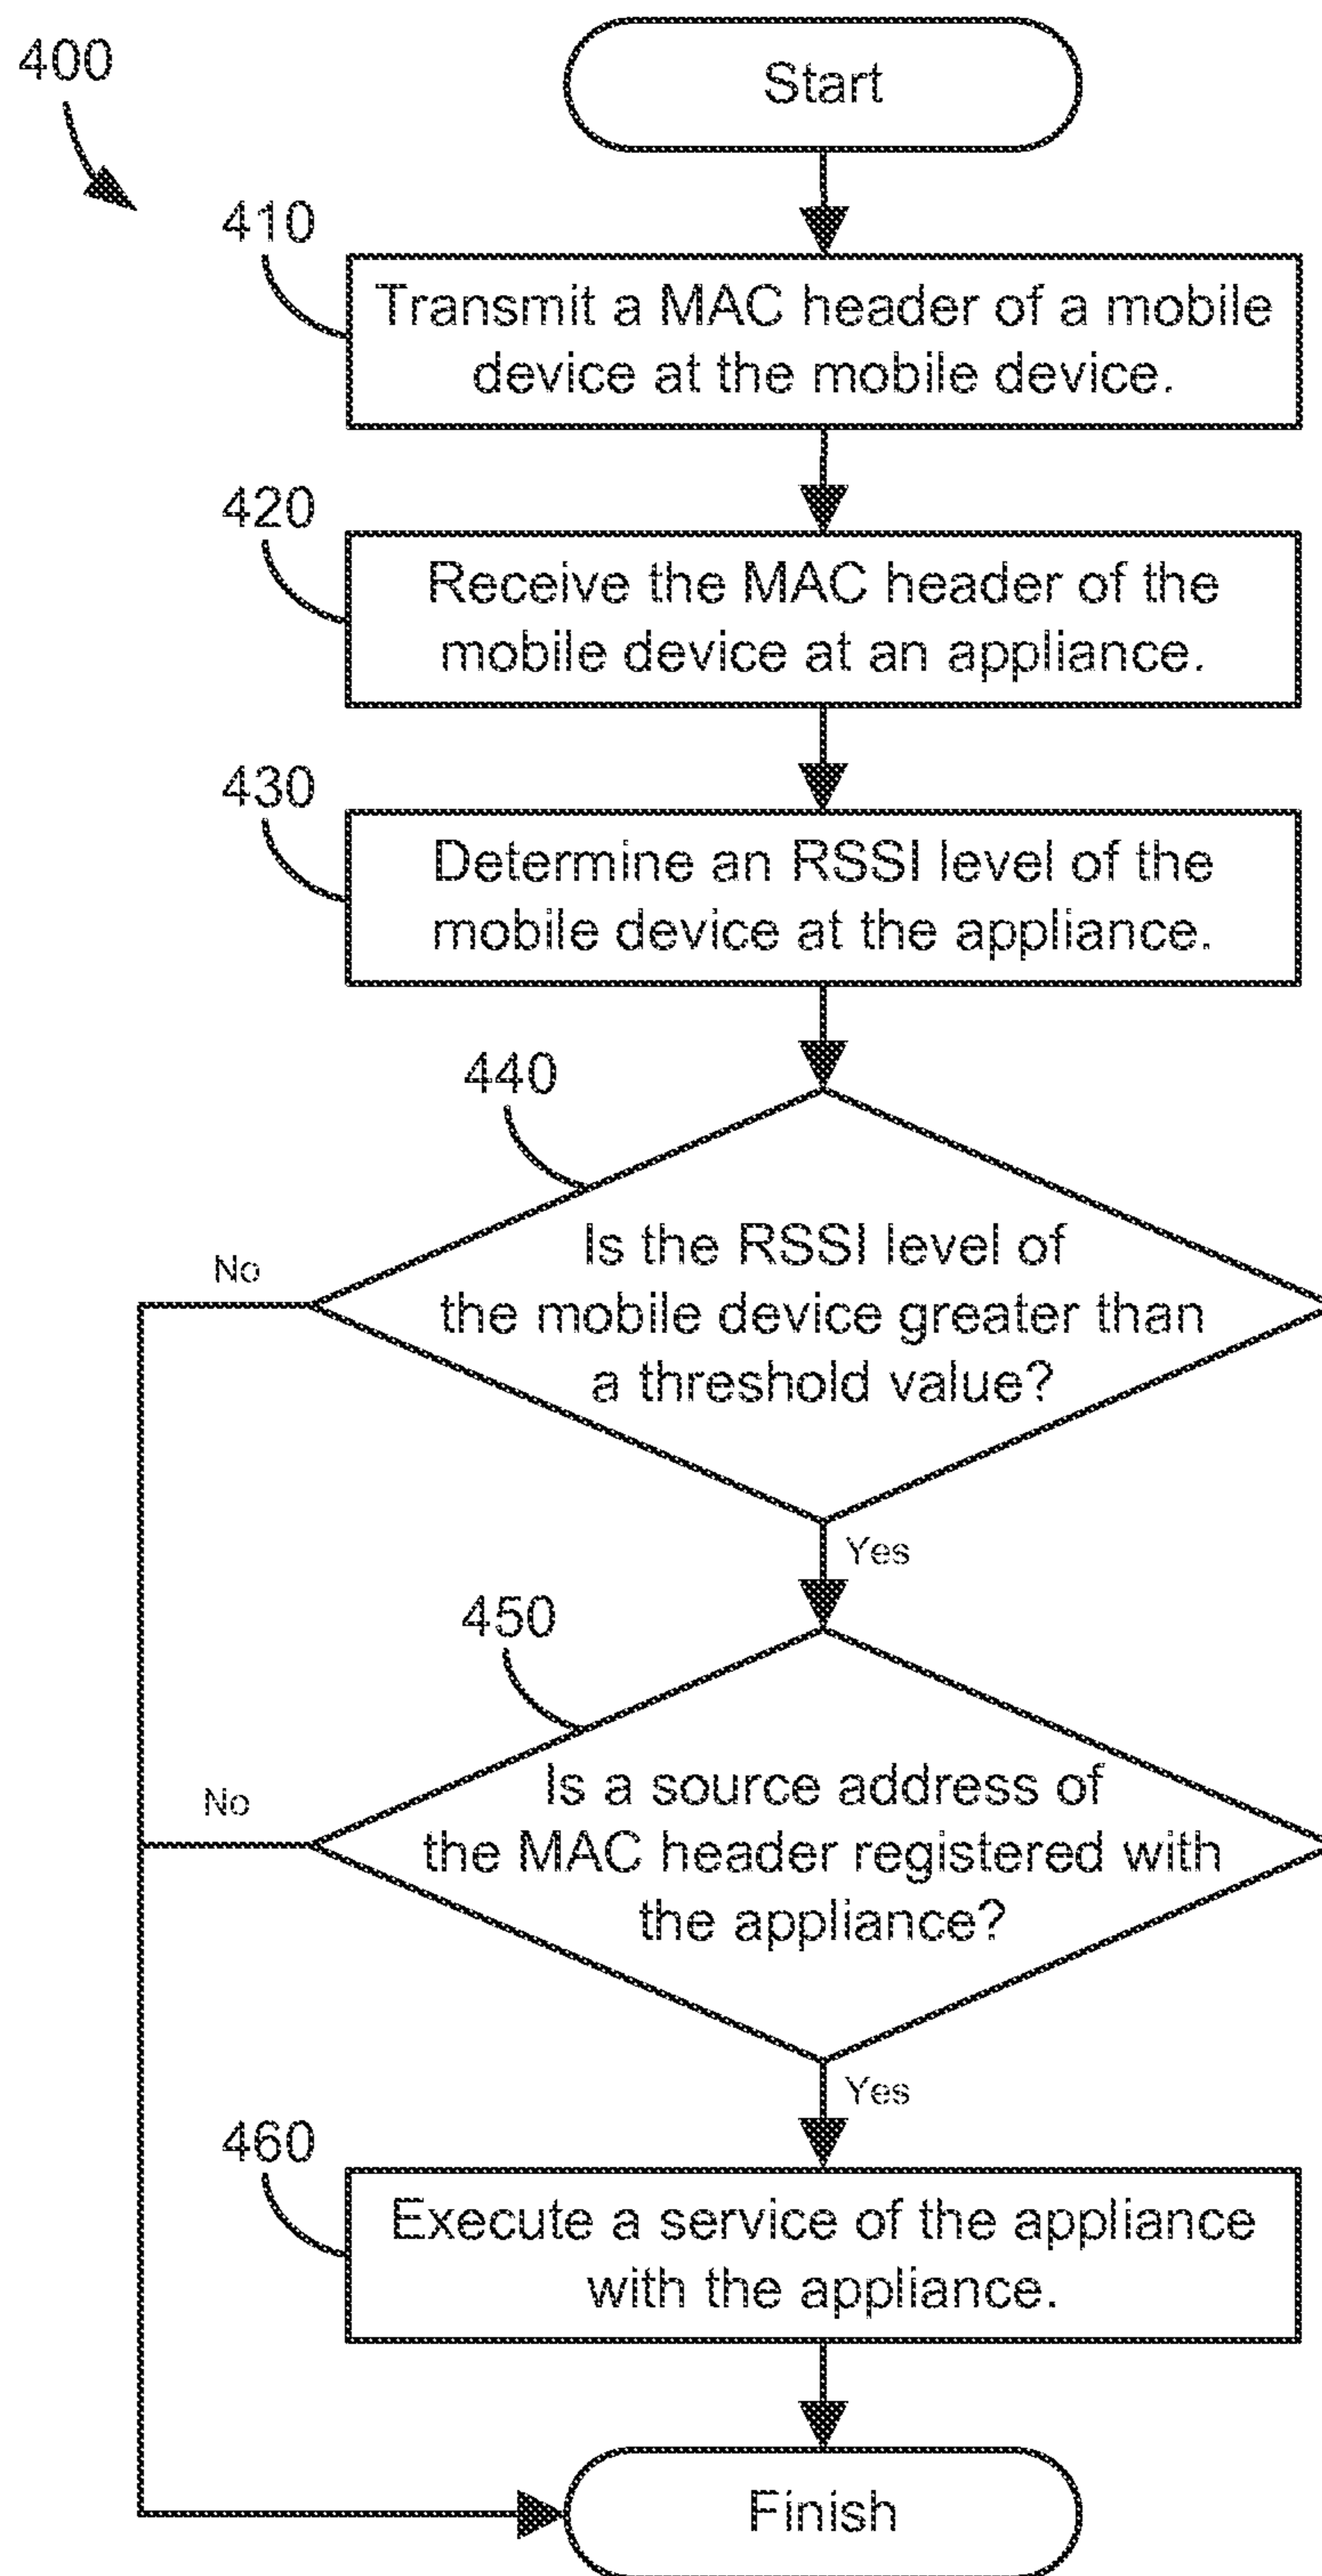 400
Start
410
Transmit a MAC header of a mobile
device at the mobile device.
420
Receive the MAC header of the
mobile device at an appliance.
430
Determine an RSSI level of the
mobile device at the appliance.
440
Is the RSSI level of
the mobile device greater than
a threshold value?
No
Yes
450
Is a source address of
the MAC header registered with
the appliance?
No
Yes
460
Execute a service of the appliance
with the appliance.
Finish